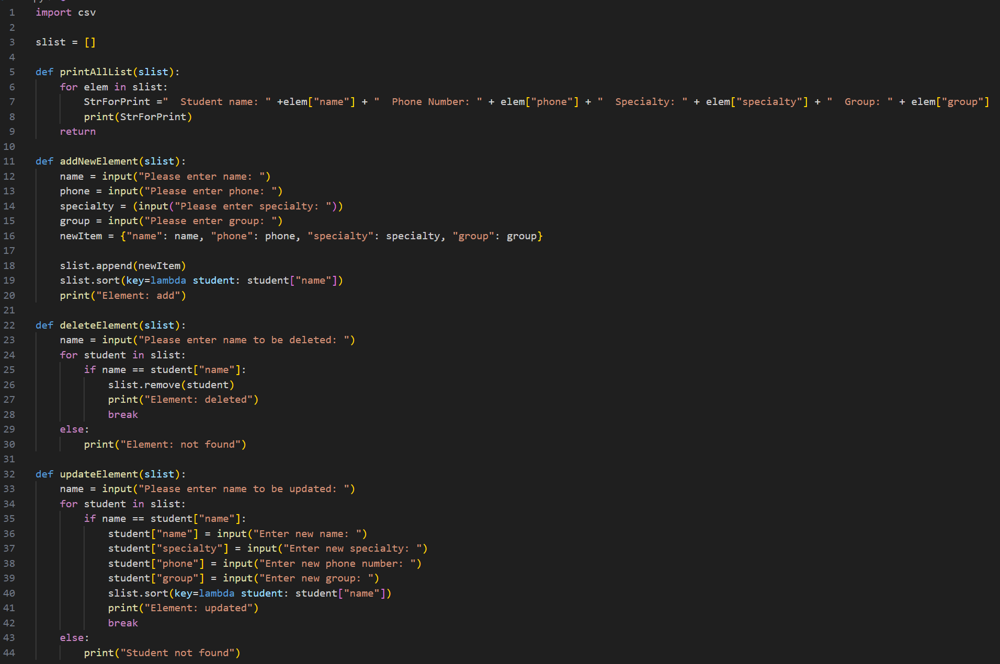 1 import csv
2
3 slist = []
4
5 def printAllList(slist):
6     for elem in slist:
7         StrForPrint ="  Student name: " +elem["name"] + "  Phone Number: " + elem["phone"] + "  Specialty: " + elem["specialty"] + "  Group: " + elem["group"]
8         print(StrForPrint)
9     return
10
11 def addNewElement(slist):
12     name = input("Please enter name: ")
13     phone = input("Please enter phone: ")
14     specialty = (input("Please enter specialty: "))
15     group = input("Please enter group: ")
16     newItem = {"name": name, "phone": phone, "specialty": specialty, "group": group}
17
18     slist.append(newItem)
19     slist.sort(key=lambda student: student["name"])
20     print("Element: add")
21
22 def deleteElement(slist):
23     name = input("Please enter name to be deleted: ")
24     for student in slist:
25         if name == student["name"]:
26             slist.remove(student)
27             print("Element: deleted")
28             break
29     else:
30         print("Element: not found")
31
32 def updateElement(slist):
33     name = input("Please enter name to be updated: ")
34     for student in slist:
35         if name == student["name"]:
36             student["name"] = input("Enter new name: ")
37             student["specialty"] = input("Enter new specialty: ")
38             student["phone"] = input("Enter new phone number: ")
39             student["group"] = input("Enter new group: ")
40             slist.sort(key=lambda student: student["name"])
41             print("Element: updated")
42             break
43     else:
44         print("Student not found")